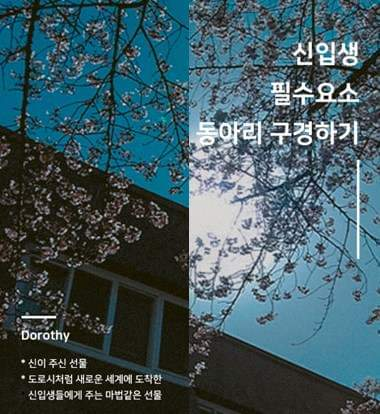 신입생
필수요소
동아리 구경하기
Dorothy
* 신이 주신 선물
* 도로시처럼 새로운 세계에 도착한
신입생들에게 주는 마법같은 선물